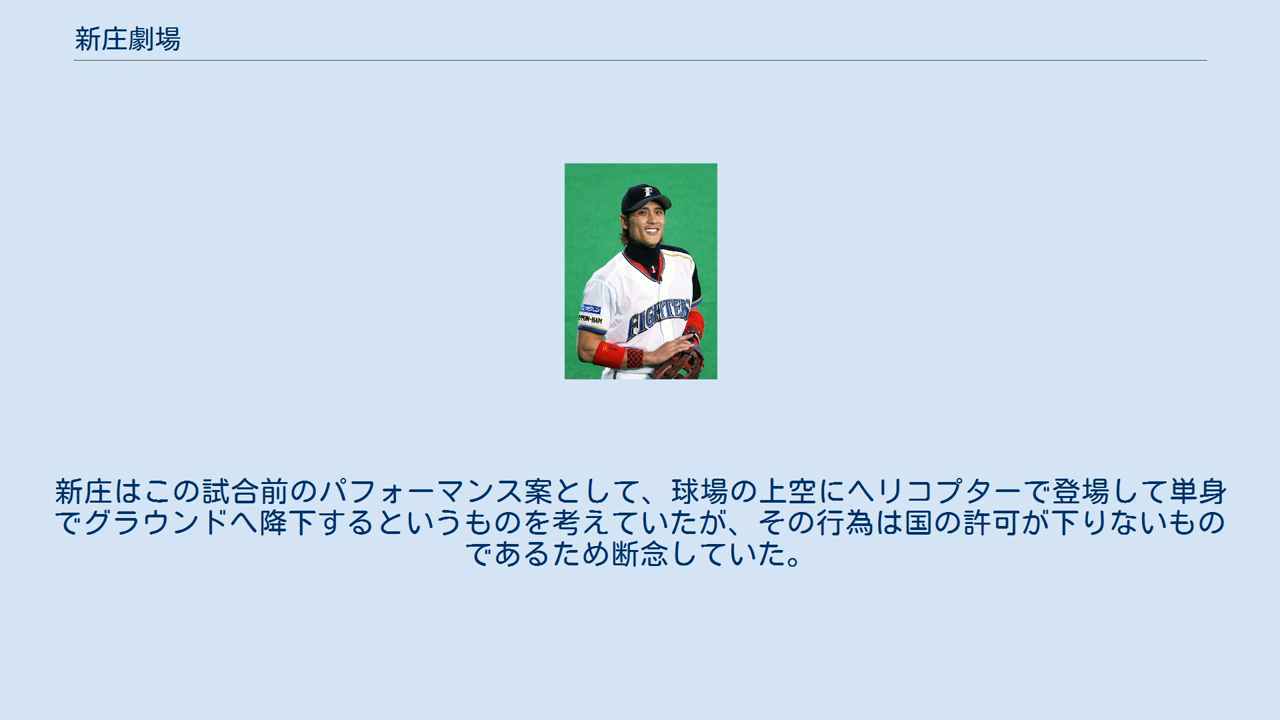 新庄劇場
F
FIGHTERS
新庄はこの試合前のパフォーマンス案として、球場の上空にヘリコプターで登場して単身
でグラウンドへ降下するというものを考えていたが、その行為は国の許可が下りないもの
であるため断念していた。